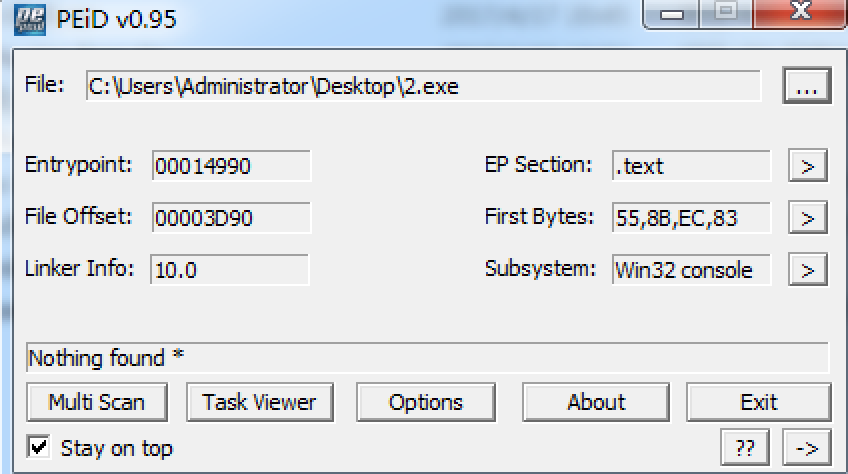 PEiD v0.95
File: C:\Users\Administrator\Desktop\2.exe ...
Entrypoint: 00014990 EP Section: .text >
File Offset: 00003D90 First Bytes: 55,8B,EC,83 >
Linker Info: 10.0 Subsystem: Win32 console >
Nothing found *
Multi Scan Task Viewer Options About Exit
Stay on top ?? ->